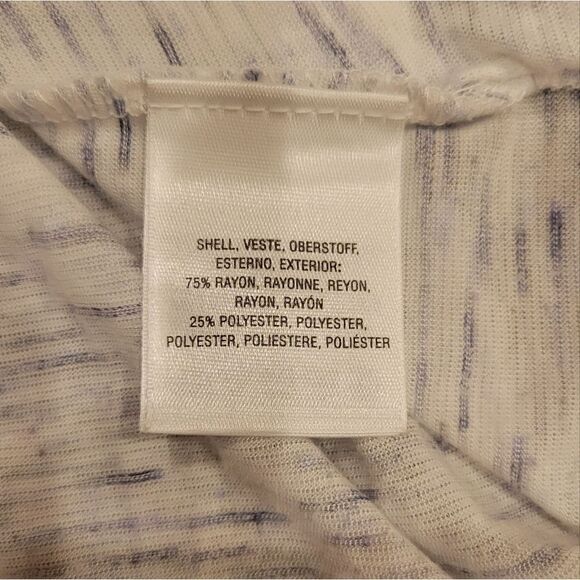 SHELL, VESTE, OBERSTOFF,
ESTERNO, EXTERIOR:
75% RAYON, RAYONNE, REYON,
RAYON, RAYÓN
25% POLYESTER, POLYESTER,
POLYESTER, POLIESTERE, POLIÉSTER